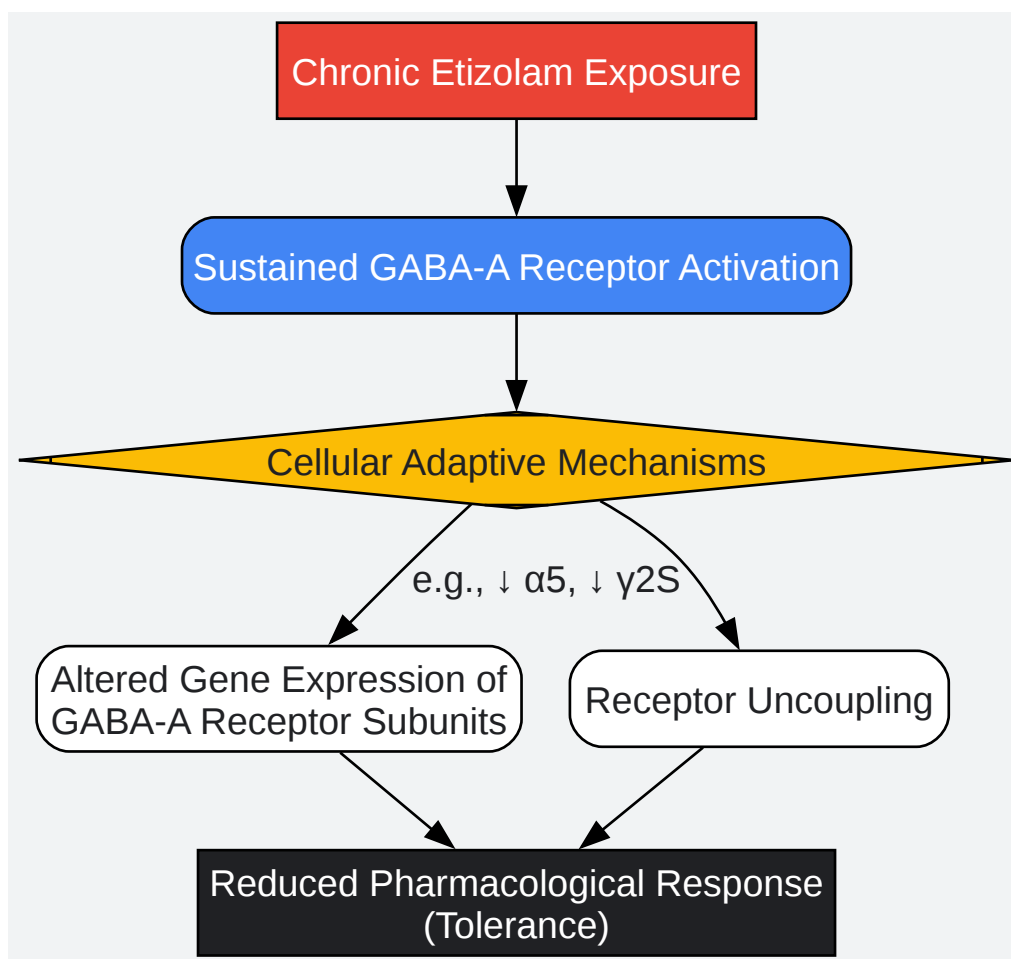 Chronic Etizolam Exposure
Sustained GABA-A Receptor Activation
Cellular Adaptive Mechanisms
e.g., ↓ α5, ↓ γ2S
Altered Gene Expression of
GABA-A Receptor Subunits
Receptor Uncoupling
Reduced Pharmacological Response
(Tolerance)